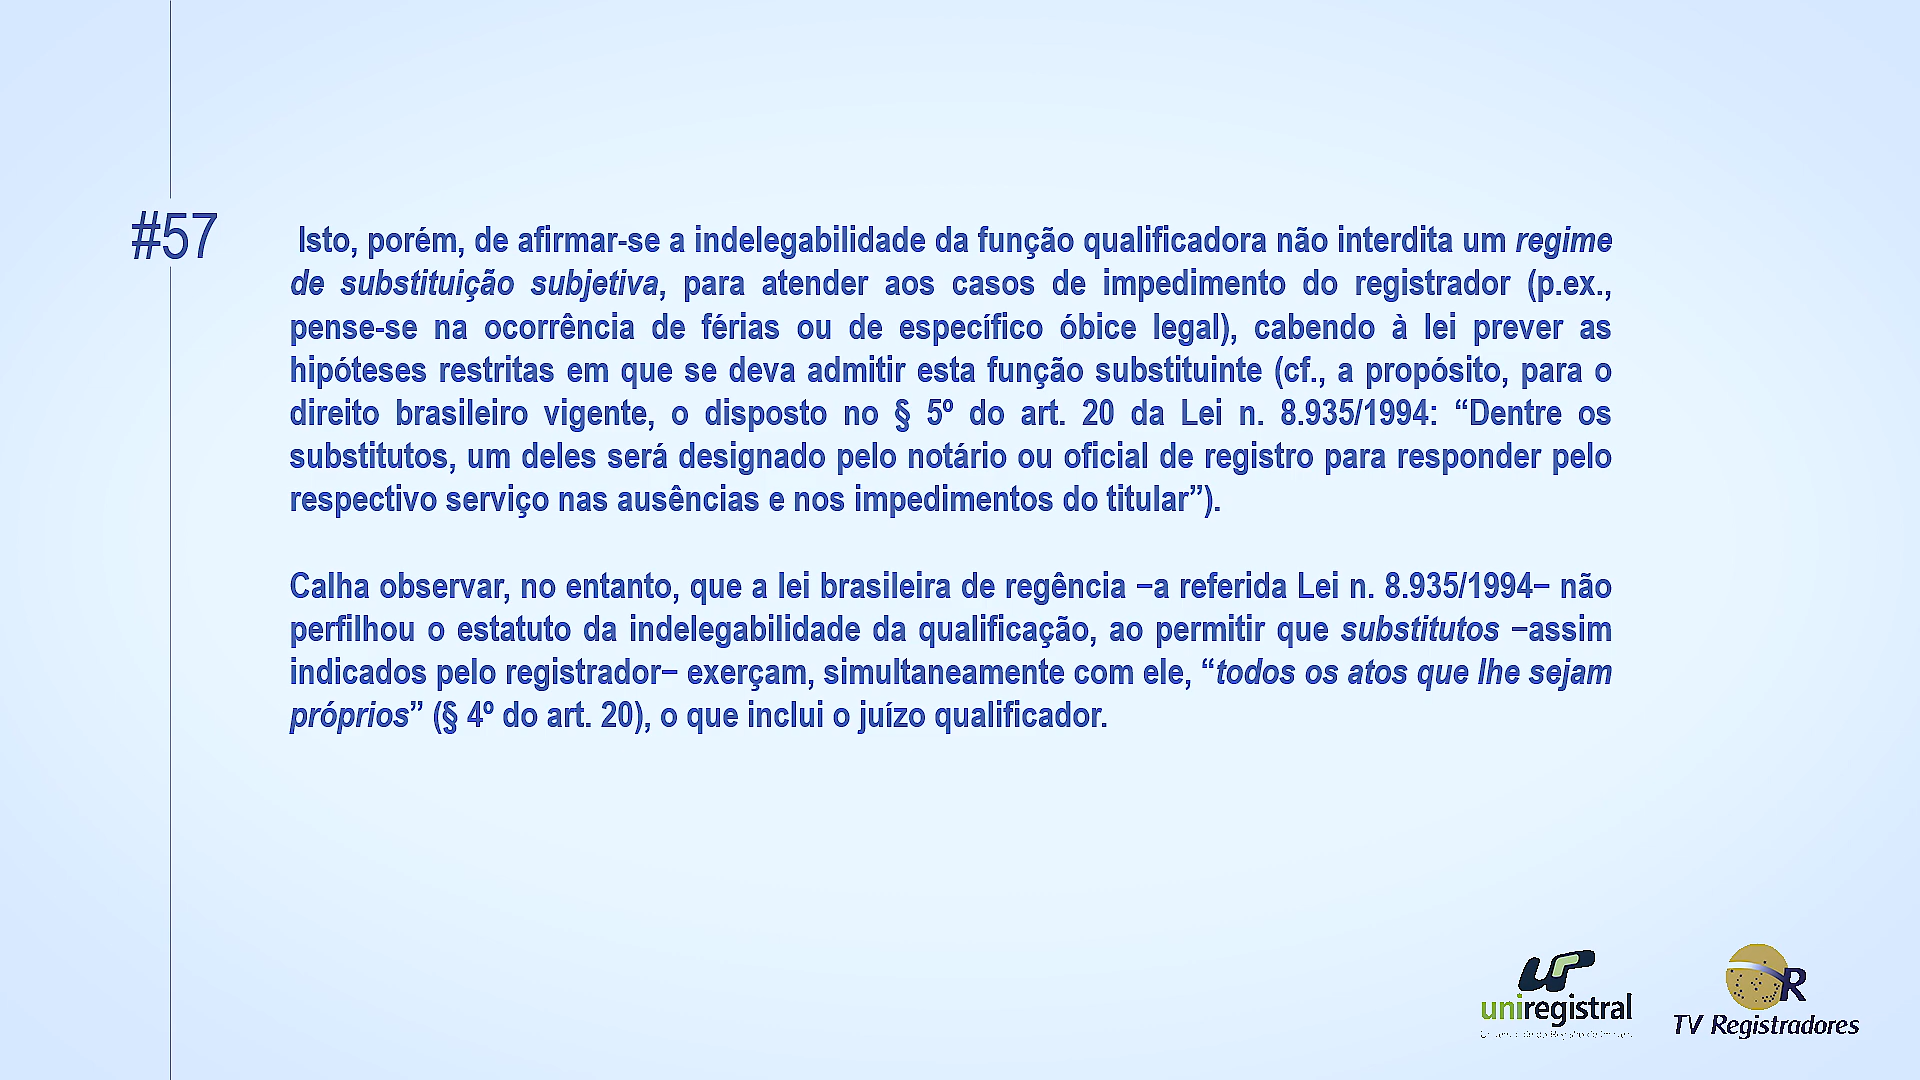 #57
Isto, porém, de afirmar-se a indelegabilidade da função qualificadora não interdita um regime
de substituição subjetiva, para atender aos casos de impedimento do registrador (p.ex.,
pense-se na ocorrência de férias ou de específico óbice legal), cabendo à lei prever as
hipóteses restritas em que se deva admitir esta função substituinte (cf., a propósito, para o
direito brasileiro vigente, o disposto no § 5º do art. 20 da Lei n. 8.935/1994: “Dentre os
substitutos, um deles será designado pelo notário ou oficial de registro para responder pelo
respectivo serviço nas ausências e nos impedimentos do titular”).
Calha observar, no entanto, que a lei brasileira de regência −a referida Lei n. 8.935/1994− não
perfilhou o estatuto da indelegabilidade da qualificação, ao permitir que substitutos −assim
indicados pelo registrador− exerçam, simultaneamente com ele, “todos os atos que lhe sejam
próprios” (§ 4º do art. 20), o que inclui o juízo qualificador.
uniregistral
R
TV Registradores